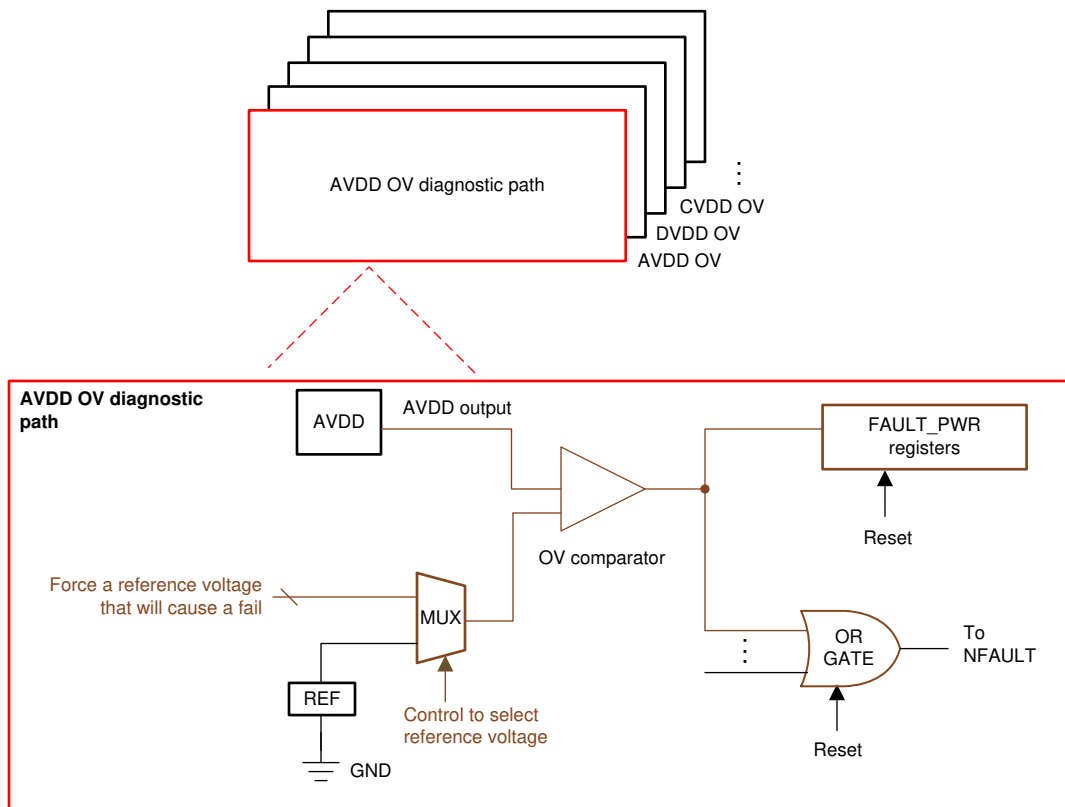 AVDD OV diagnostic path
⋮
CVDD OV
DVDD OV
AVDD OV
AVDD OV diagnostic
path
AVDD
AVDD output
FAULT_PWR
registers
Reset
OV comparator
Force a reference voltage
that will cause a fail
MUX
REF
GND
Control to select
reference voltage
⋮
OR
GATE
To
NFAULT
Reset